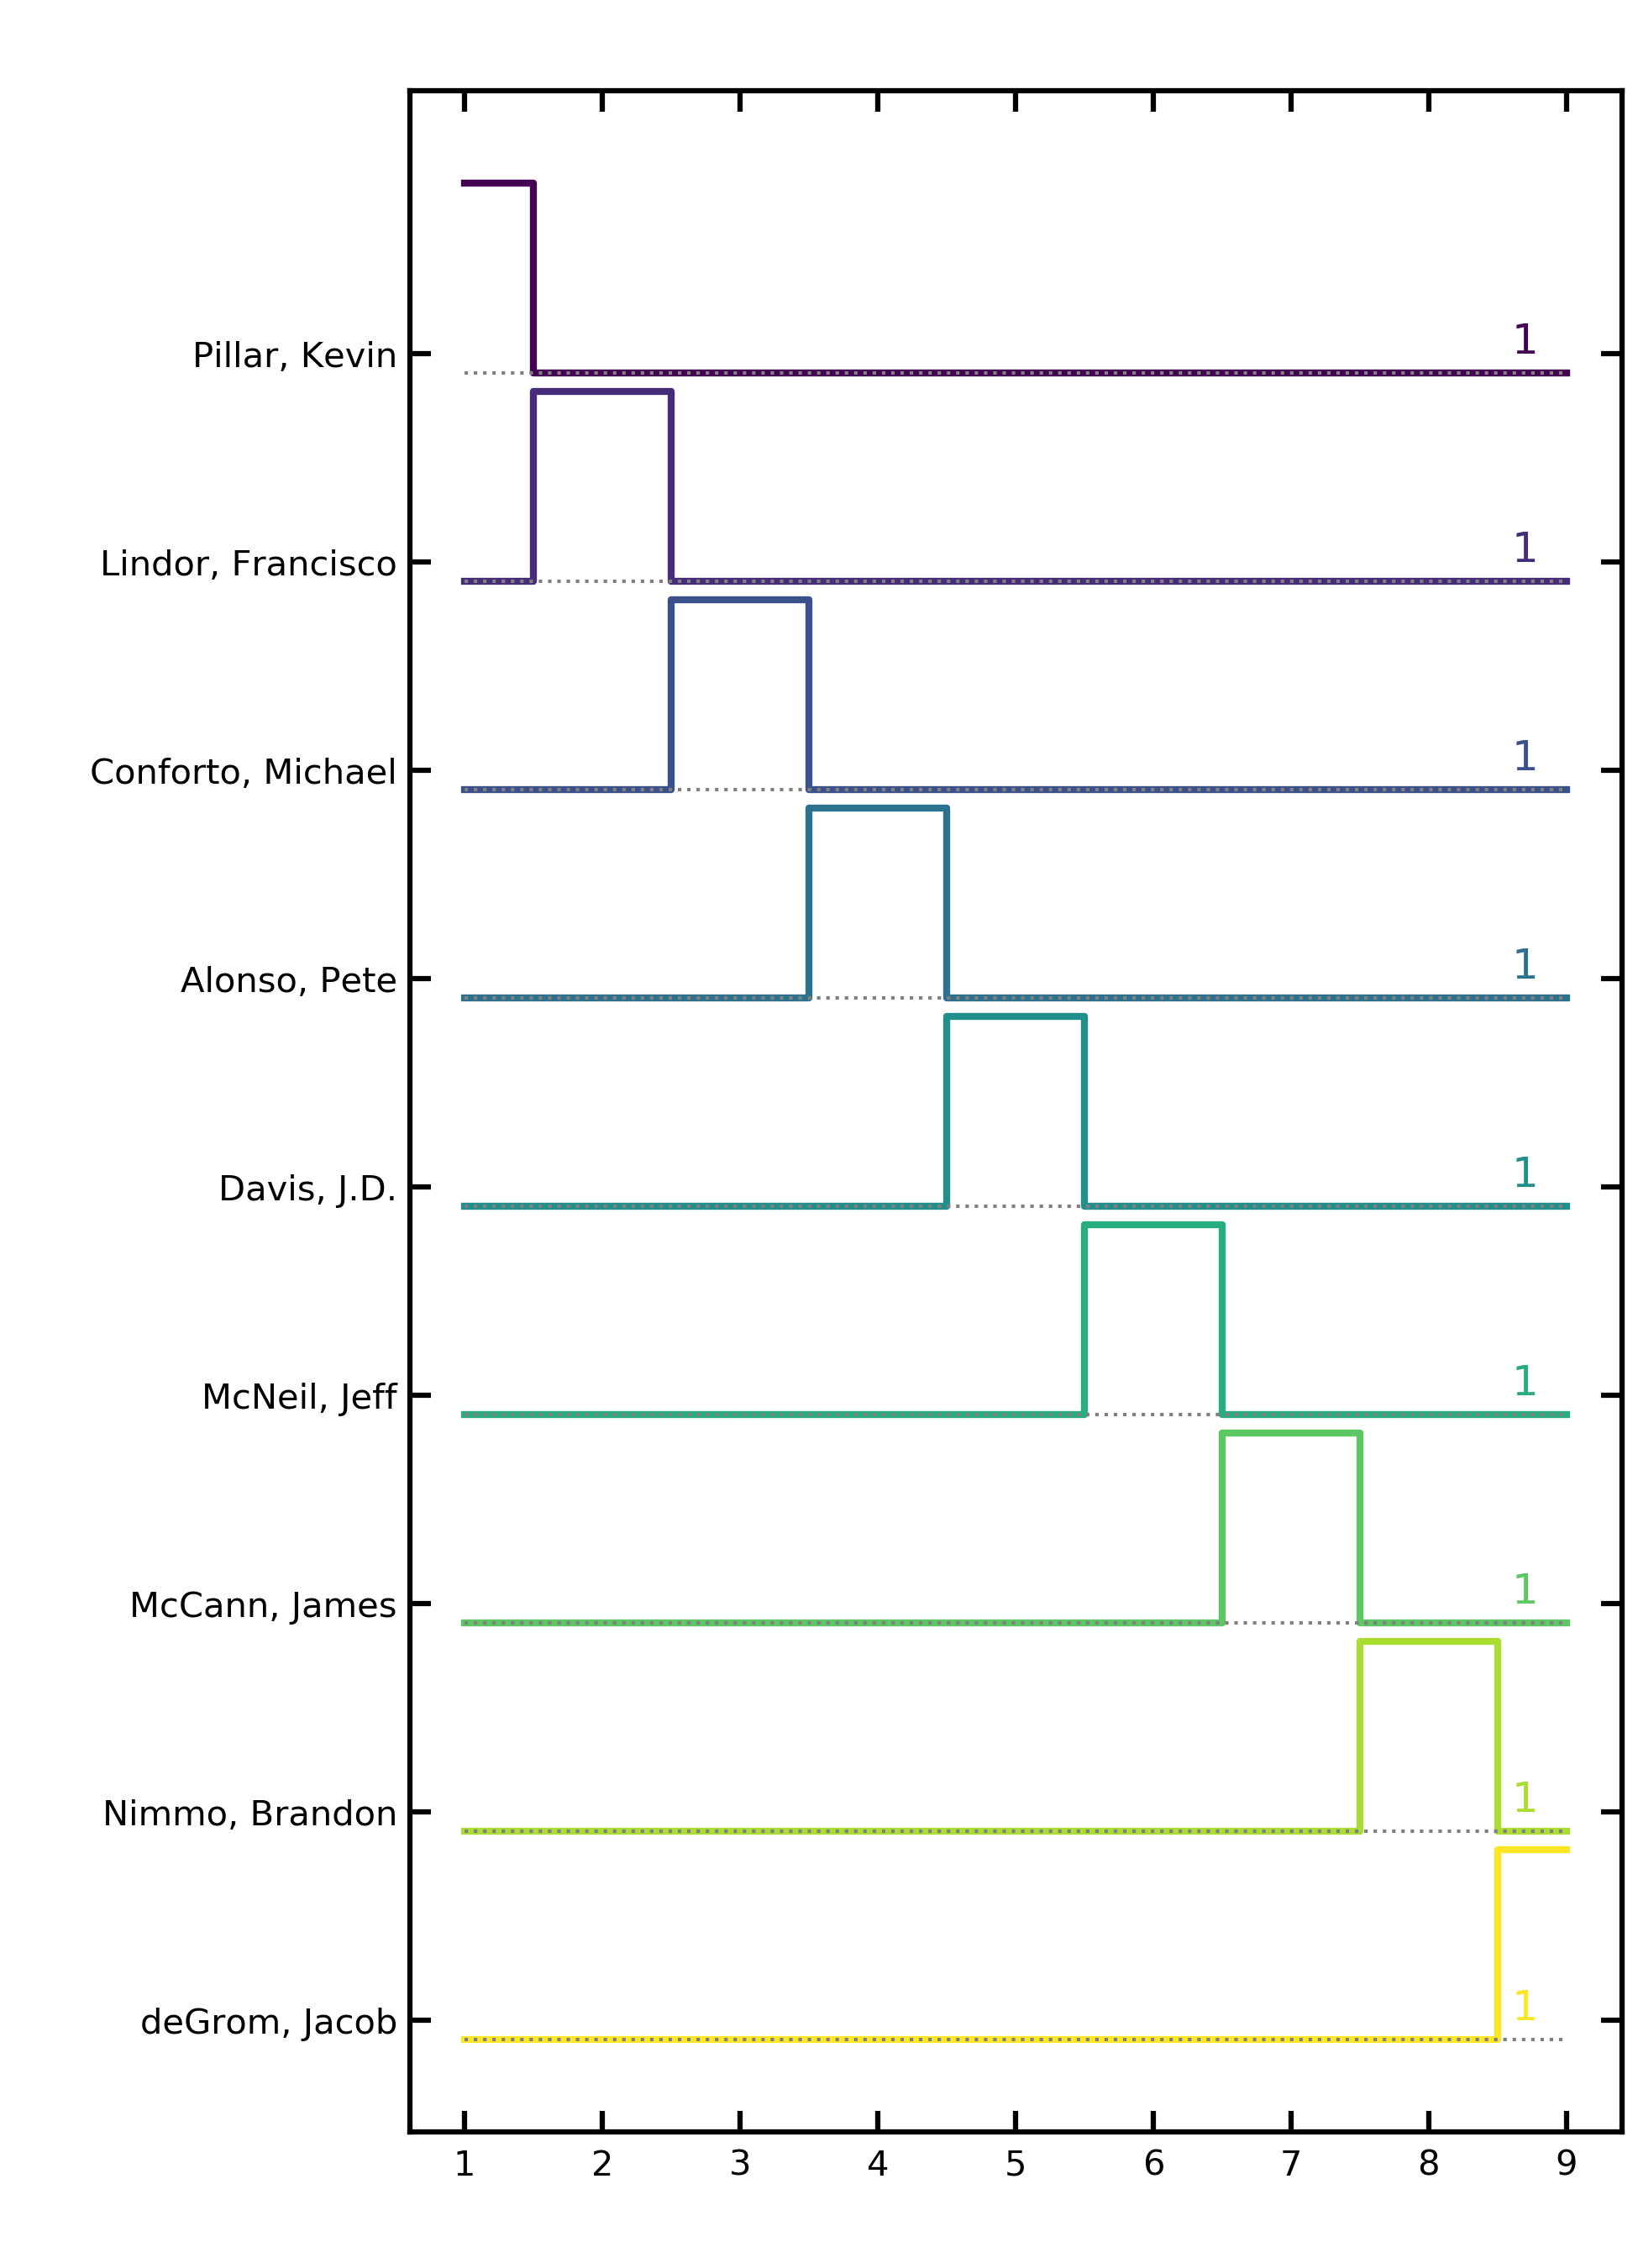 Pillar, Kevin 1
Lindor, Francisco 1
Conforto, Michael 1
Alonso, Pete 1
Davis, J.D. 1
McNeil, Jeff 1
McCann, James 1
Nimmo, Brandon 1
deGrom, Jacob 1
1 2 3 4 5 6 7 8 9